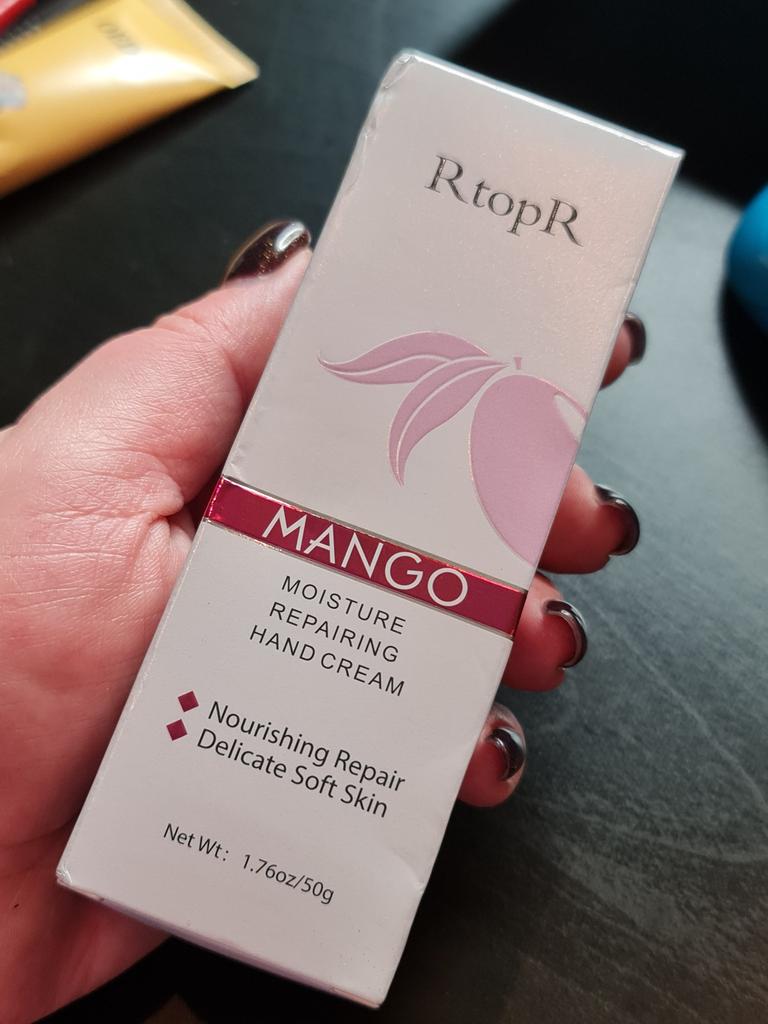 RtopR
MANGO
MOISTURE
REPAIRING
HAND CREAM
Nourishing Repair
Delicate Soft Skin
Net Wt: 1.76oz/50g